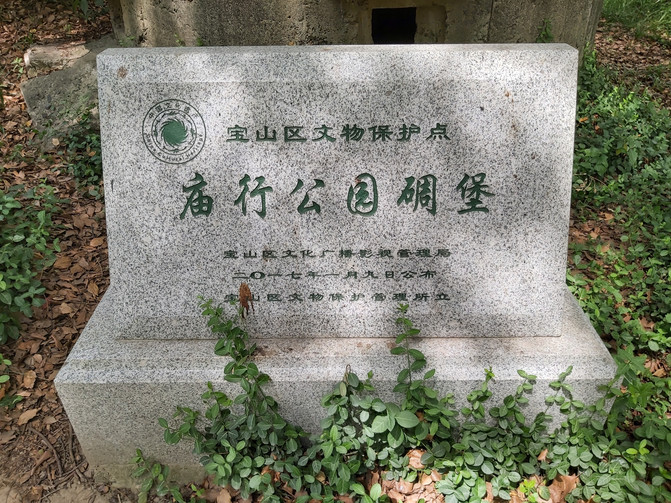 宝山区文物保护点
庙行公园碉堡
宝山区文化广播影视管理局
二〇一七年一月九日公布
宝山区文物保护管理所立